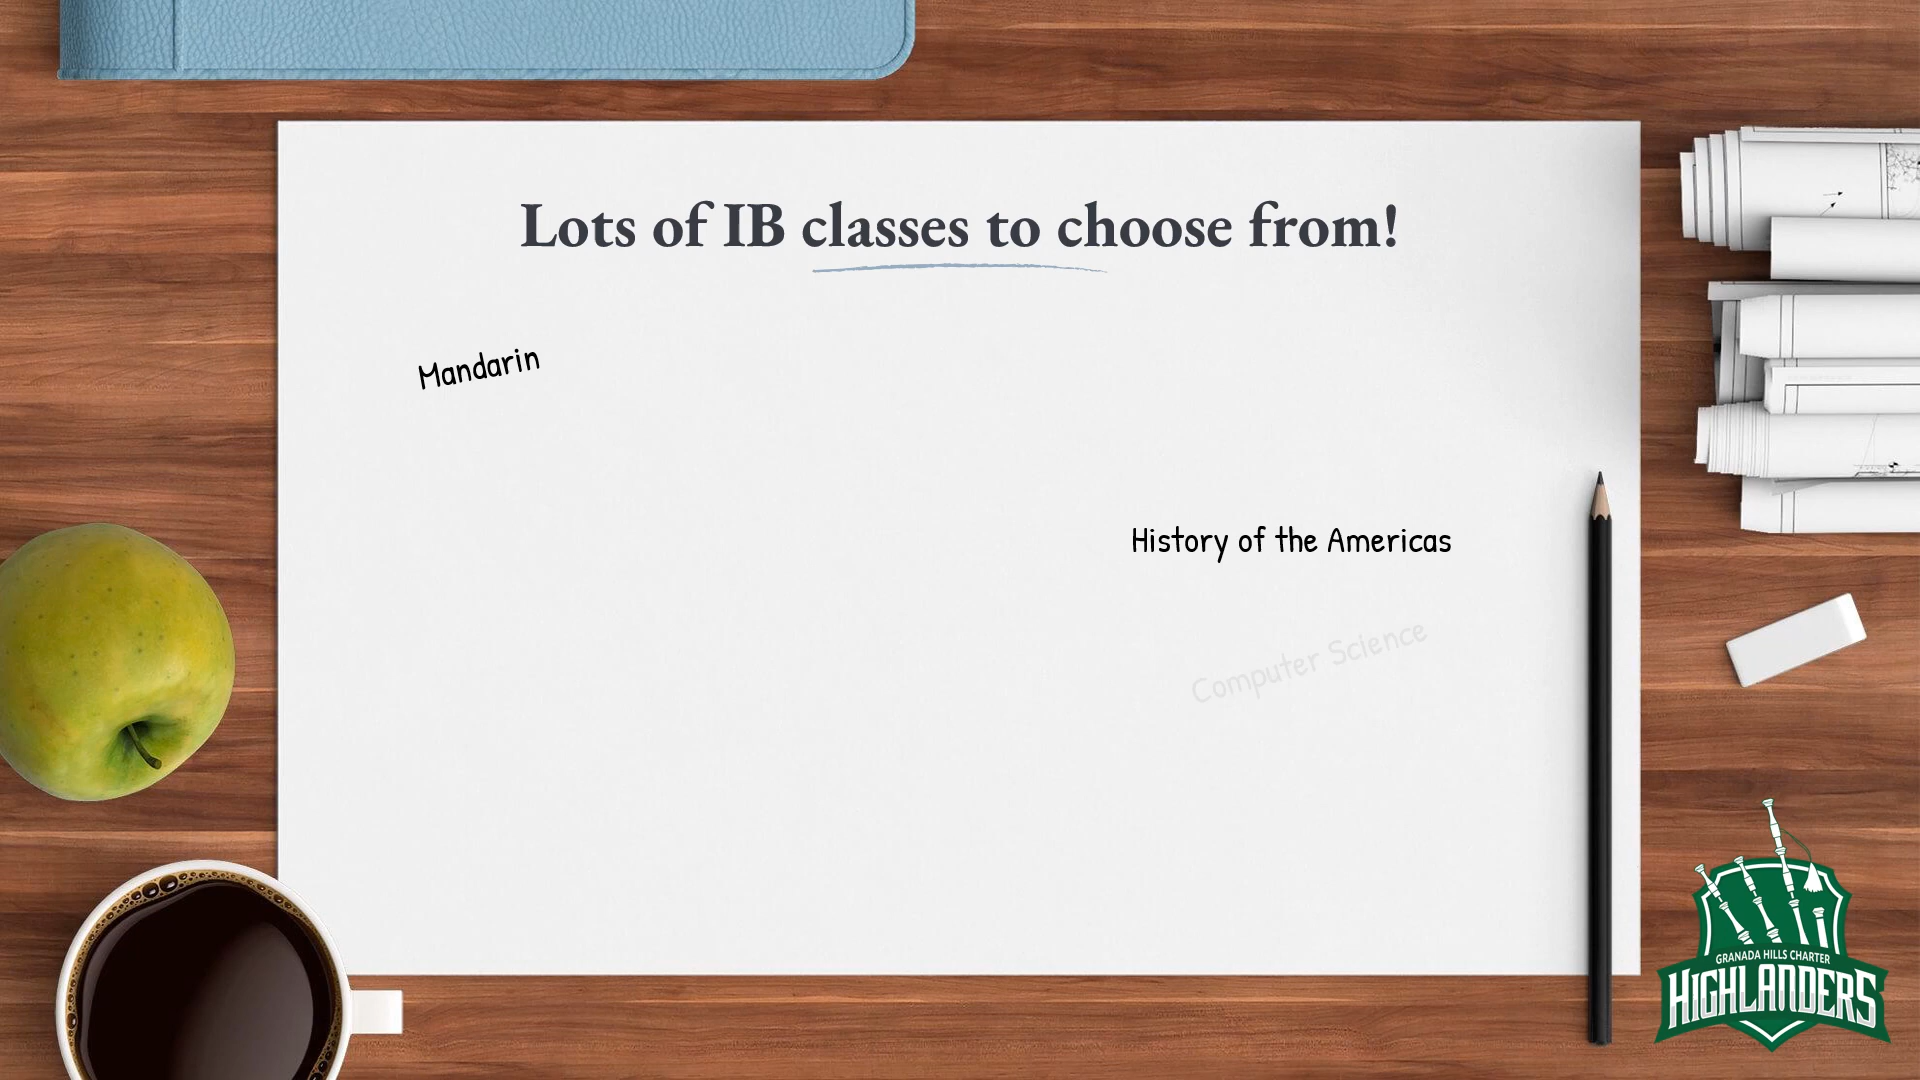 Lots of IB classes to choose from!
Mandarin
History of the Americas
Computer Science
GRANADA HILLS CHARTER
HIGHLANDERS